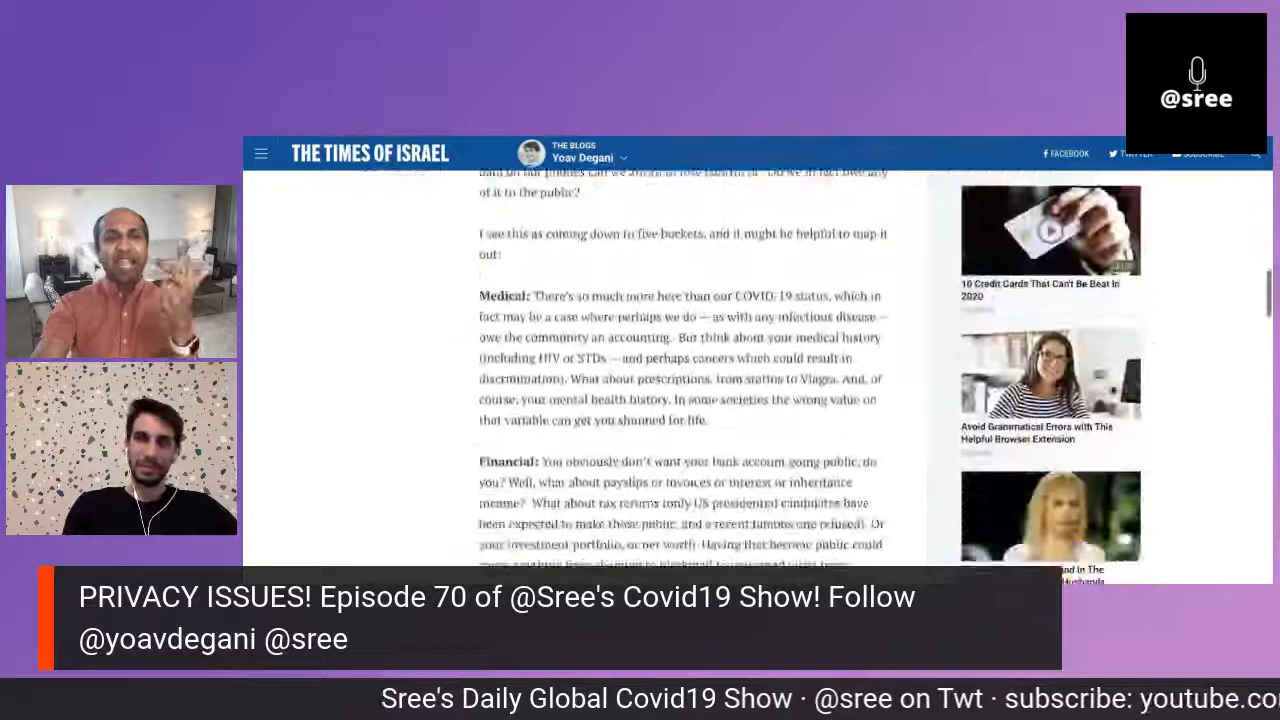 @sree
THE TIMES OF ISRAEL
THE BLOGS
Yoav Degani
FACEBOOK
SUBSCRIBE
of it to the public?
I see this as coming down to five buckets, and it might be helpful to map it
out:
Medical: There's so much more here than our COVID-19 status, which in
fact may be a case where perhaps we do — as with any infectious disease —
owe the community an accounting. But think about your medical history
(including HIV or STDs — and perhaps cancers which could result in
discrimination). What about prescriptions, from statins to Viagra. And, of
course, your mental health history. In some societies the wrong value on
that variable can get you shunned for life.
Financial: You obviously don't want your bank account going public, do
you? Well, what about payslips or invoices or interest or inheritance
income? What about tax returns (only US presidential candidates have
been expected to make those public, and a recent famous one refused). Or
your investment portfolio, or net worth. Having that become public could
10 Credit Cards That Can't Be Beat In
2020
Avoid Grammatical Errors with This
Helpful Browser Extension
and In The
Husbands
PRIVACY ISSUES! Episode 70 of @Sree's Covid19 Show! Follow
@yoavdegani @sree
Sree's Daily Global Covid19 Show · @sree on Twt · subscribe: youtube.co